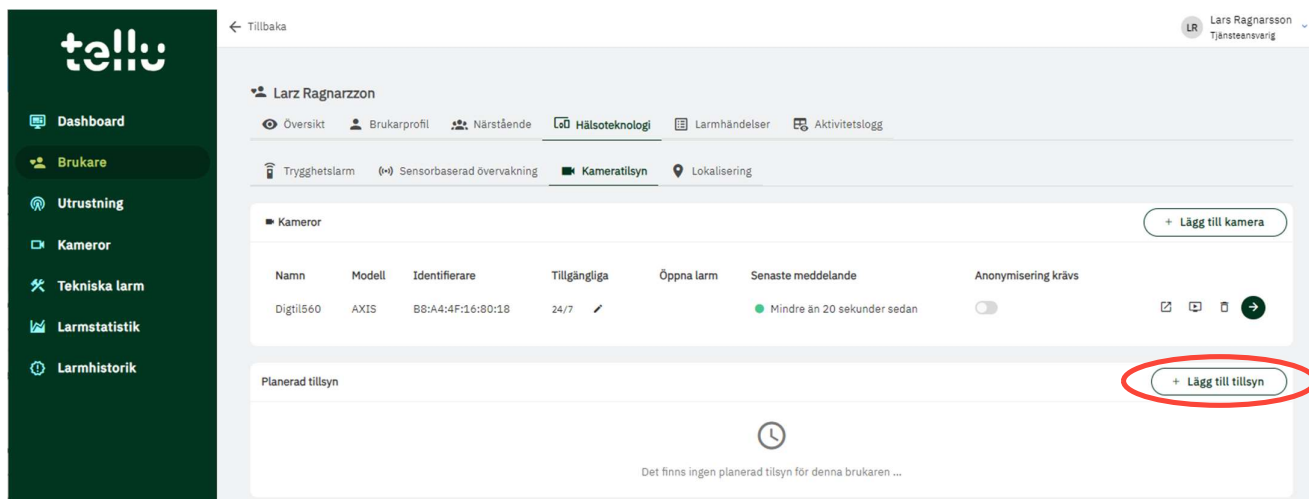 tellu
Tillbaka
LR
Lars Ragnarsson
Tjänsteansvarig
Dashboard
Brukare
Utrustning
Kameror
Tekniska larm
Larmstatistik
Larmhistorik
Larz Ragnarzzon
Översikt Brukarprofil Närstående Hälsoteknologi Larmhändelser Aktivitetslogg
Trygghetslarm Sensorbaserad övervakning Kameratilsyn Lokalisering
Kameror + Lägg till kamera
Namn Modell Identifierare Tillgängliga Öppna larm Senaste meddelande Anonymisering krävs
Digtil560 AXIS B8:A4:4F:16:80:18 24/7 Mindre än 20 sekunder sedan
Planerad tillsyn + Lägg till tillsyn
Det finns ingen planerad tilsyn för denna brukaren ...